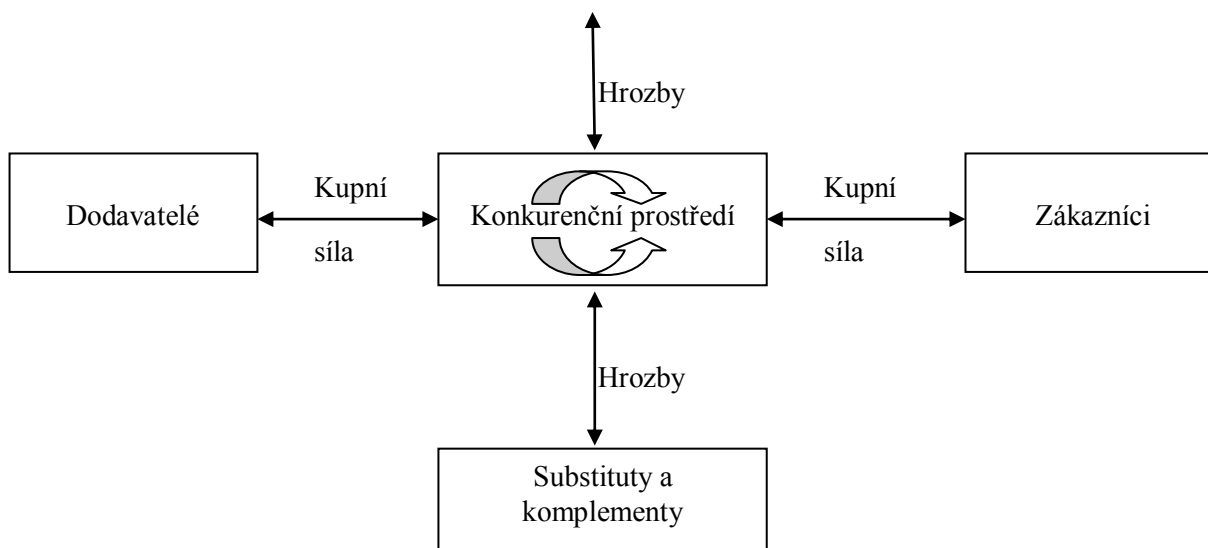 Hrozby
Dodavatelé
Kupní
síla
Konkurenční prostředí
Kupní
síla
Zákazníci
Hrozby
Substituty a
komplementy